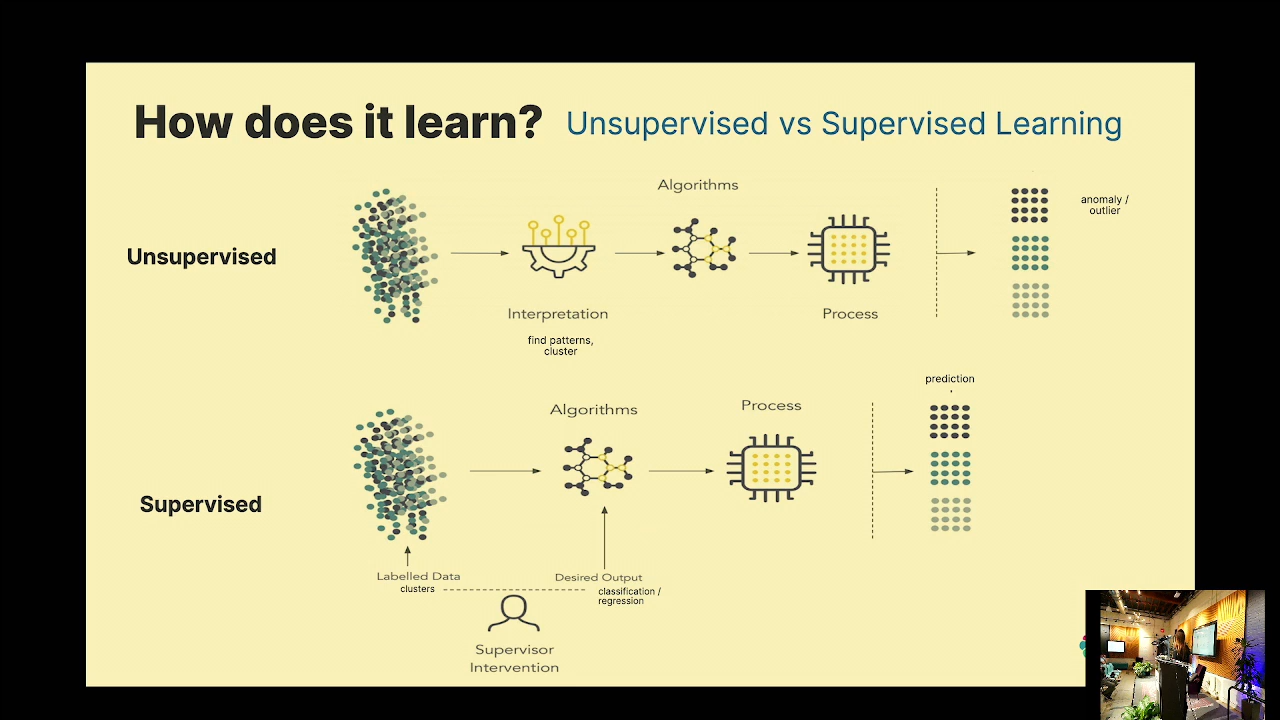 How does it learn? Unsupervised vs Supervised Learning
Algorithms
anomaly /
outlier
Unsupervised
Interpretation
find patterns,
cluster
Process
prediction
Algorithms
Process
Supervised
Labelled Data
clusters
Desired Output
classification /
regression
Supervisor
Intervention